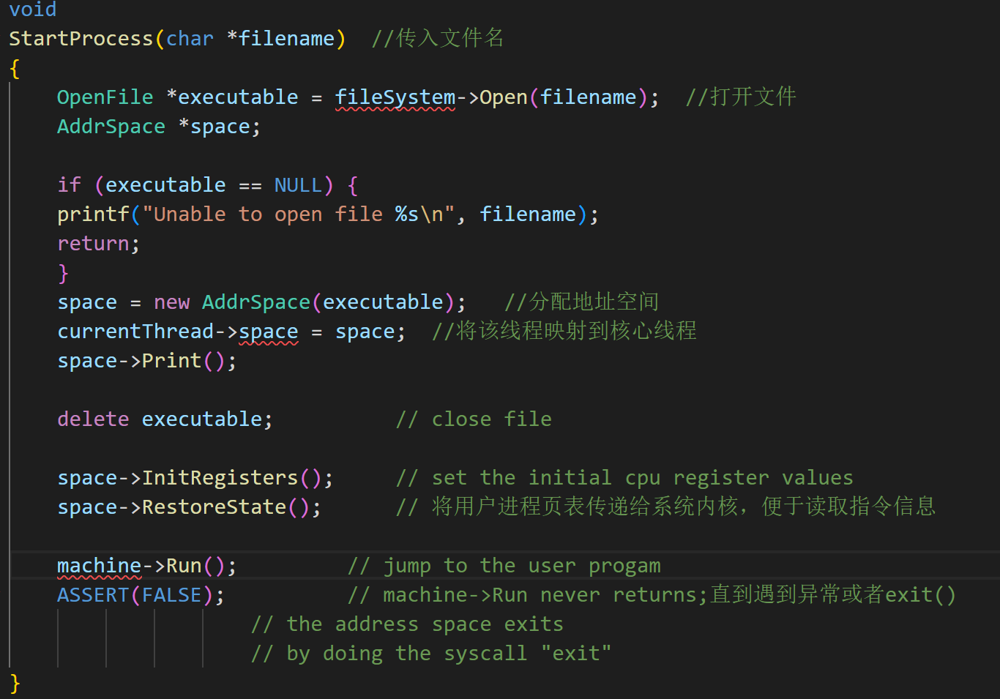 void
StartProcess(char *filename)  //传入文件名
{
    OpenFile *executable = fileSystem->Open(filename);  //打开文件
    AddrSpace *space;

    if (executable == NULL) {
    printf("Unable to open file %s\n", filename);
    return;
    }
    space = new AddrSpace(executable);   //分配地址空间
    currentThread->space = space;  //将该线程映射到核心线程
    space->Print();

    delete executable;          // close file

    space->InitRegisters();     // set the initial cpu register values
    space->RestoreState();      // 将用户进程页表传递给系统内核，便于读取指令信息

    machine->Run();         // jump to the user progam
    ASSERT(FALSE);          // machine->Run never returns;直到遇到异常或者exit()
                    // the address space exits
                    // by doing the syscall "exit"
}